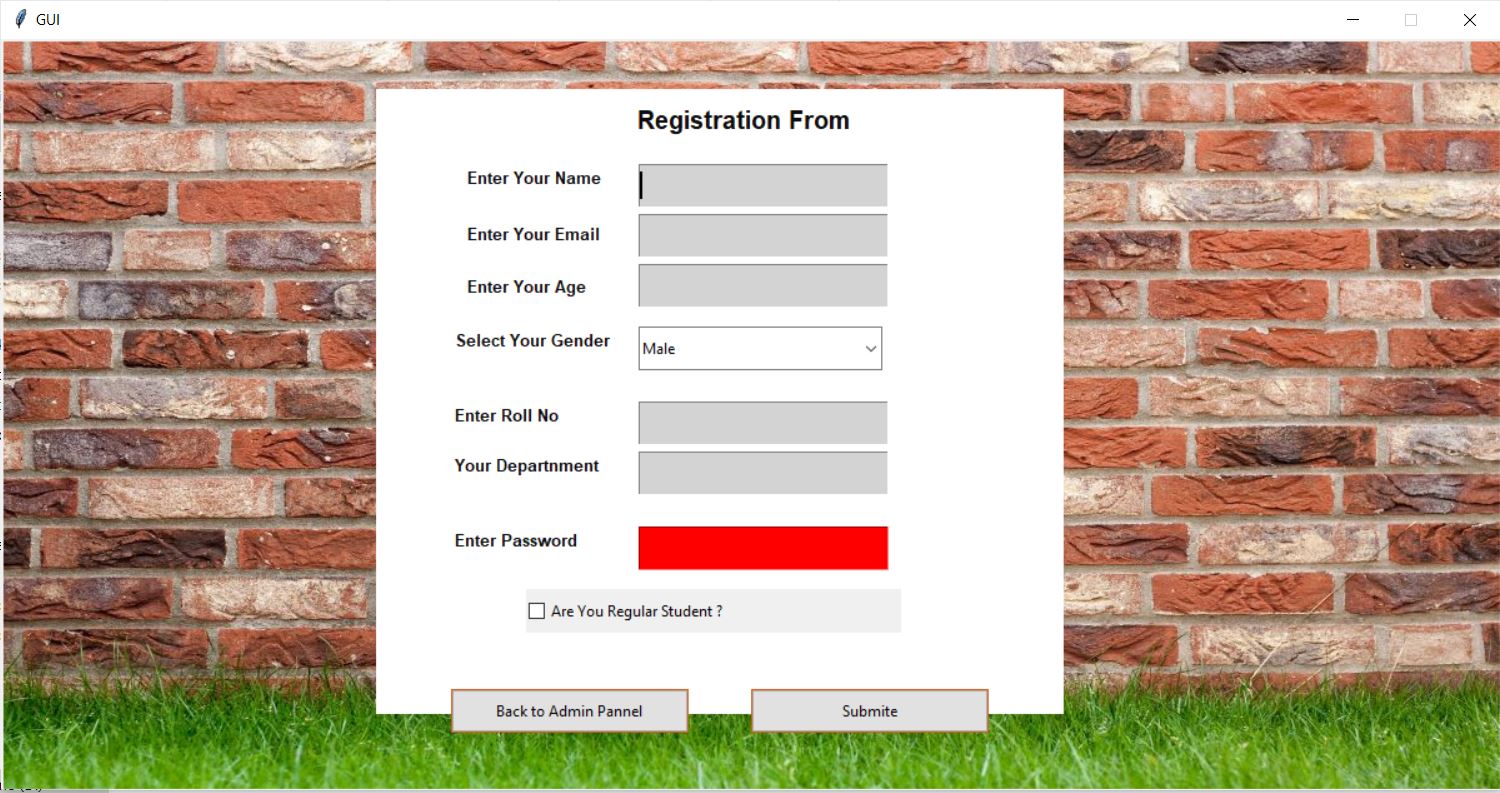 GUI
Registration From
Enter Your Name
Enter Your Email
Enter Your Age
Select Your Gender
Male
Enter Roll No
Your Departnment
Enter Password
Are You Regular Student ?
Back to Admin Pannel
Submite